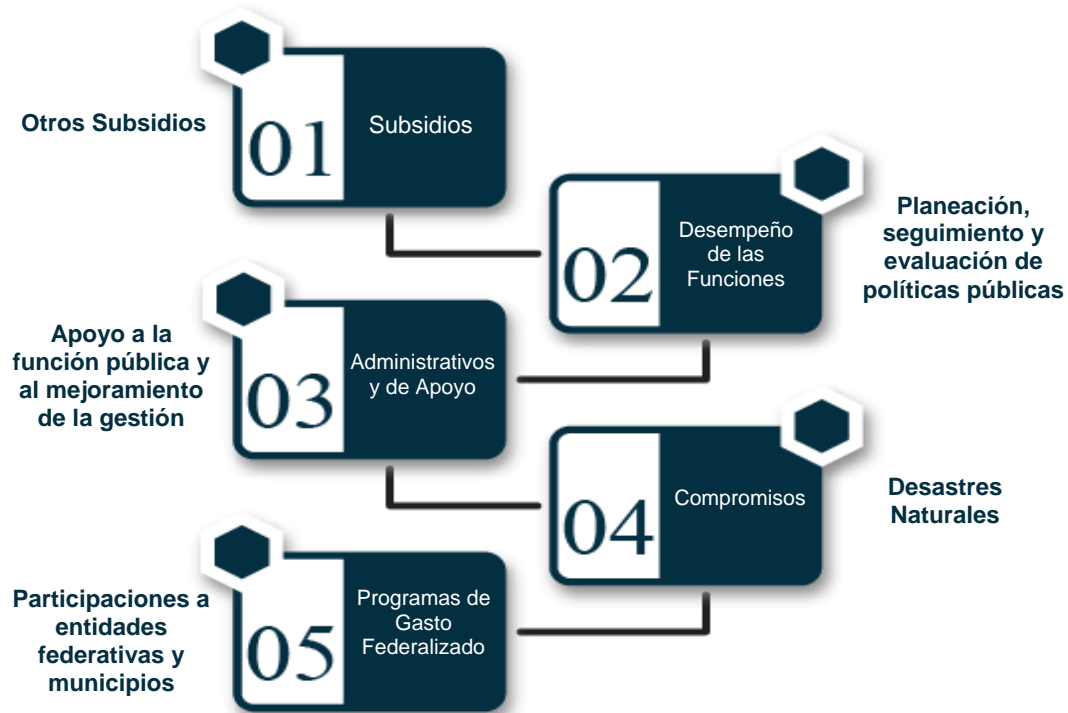 Otros Subsidios
01
Subsidios
02
Desempeño
de las
Funciones
Planeación,
seguimiento y
evaluación de
políticas públicas
Apoyo a la
función pública y
al mejoramiento
de la gestión
03
Administrativos
y de Apoyo
04
Compromisos
Desastres
Naturales
Participaciones a
entidades
federativas y
municipios
05
Programas de
Gasto
Federalizado